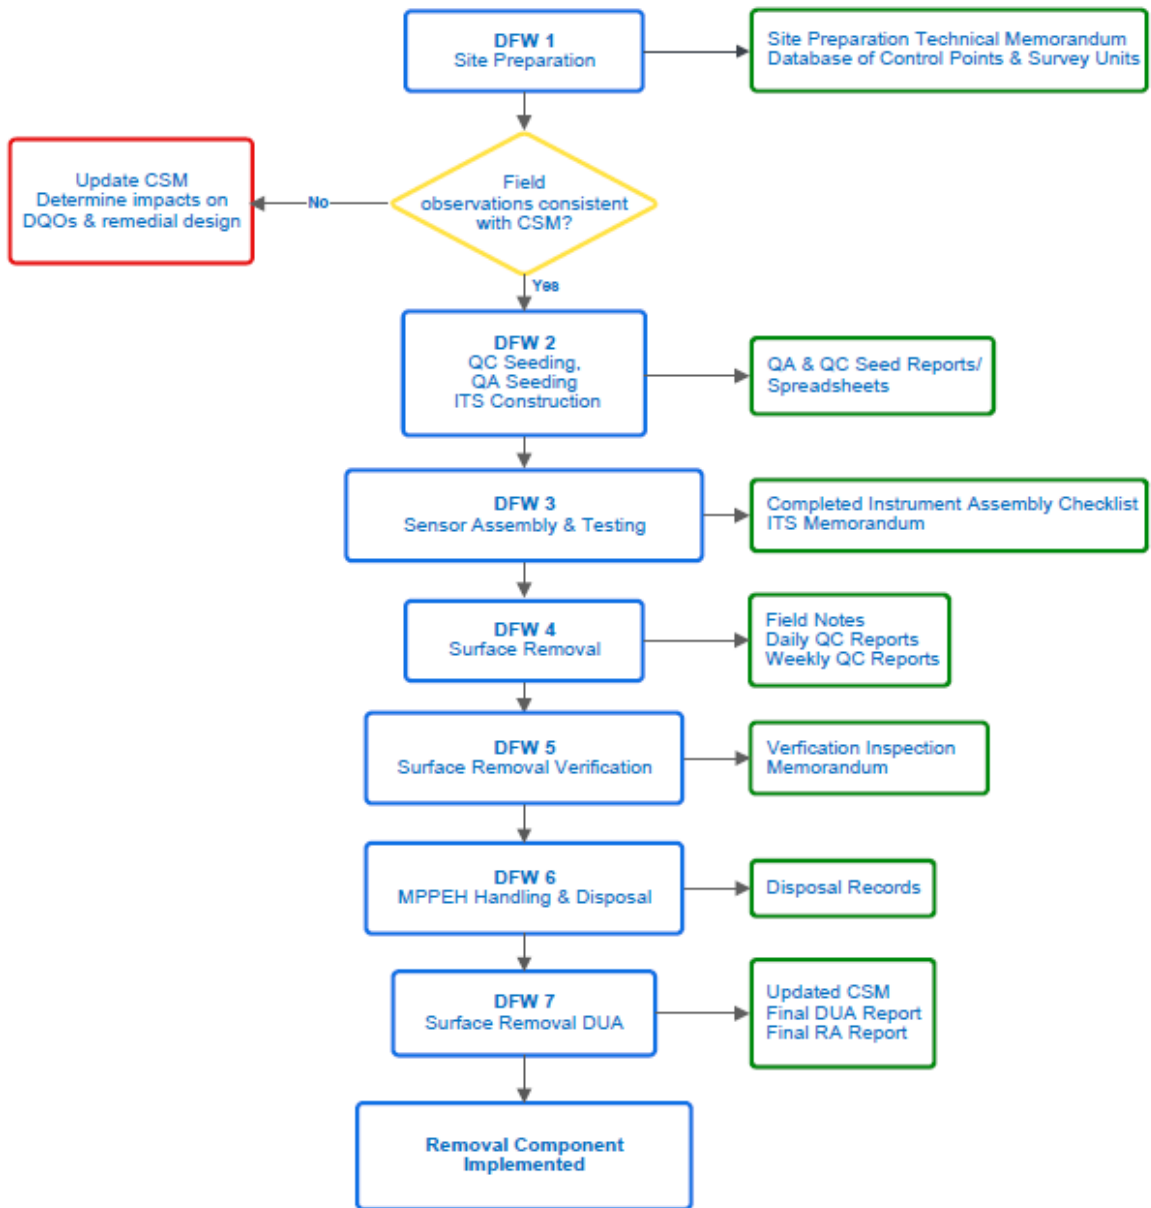 DFW 1
Site Preparation
Site Preparation Technical Memorandum
Database of Control Points & Survey Units
Field
observations consistent
with CSM?
No
Update CSM
Determine impacts on
DQOs & remedial design
Yes
DFW 2
QC Seeding,
QA Seeding
ITS Construction
QA & QC Seed Reports/
Spreadsheets
DFW 3
Sensor Assembly & Testing
Completed Instrument Assembly Checklist
ITS Memorandum
DFW 4
Surface Removal
Field Notes
Daily QC Reports
Weekly QC Reports
DFW 5
Surface Removal Verification
Verfication Inspection
Memorandum
DFW 6
MPPEH Handling & Disposal
Disposal Records
DFW 7
Surface Removal DUA
Updated CSM
Final DUA Report
Final RA Report
Removal Component
Implemented